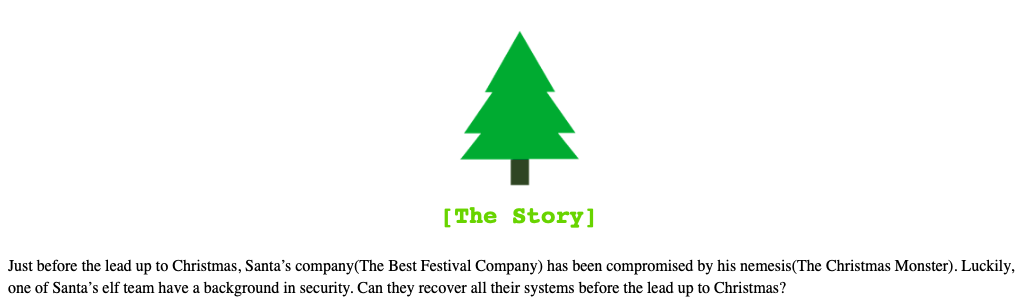 [The Story]
Just before the lead up to Christmas, Santa’s company(The Best Festival Company) has been compromised by his nemesis(The Christmas Monster). Luckily,
one of Santa’s elf team have a background in security. Can they recover all their systems before the lead up to Christmas?